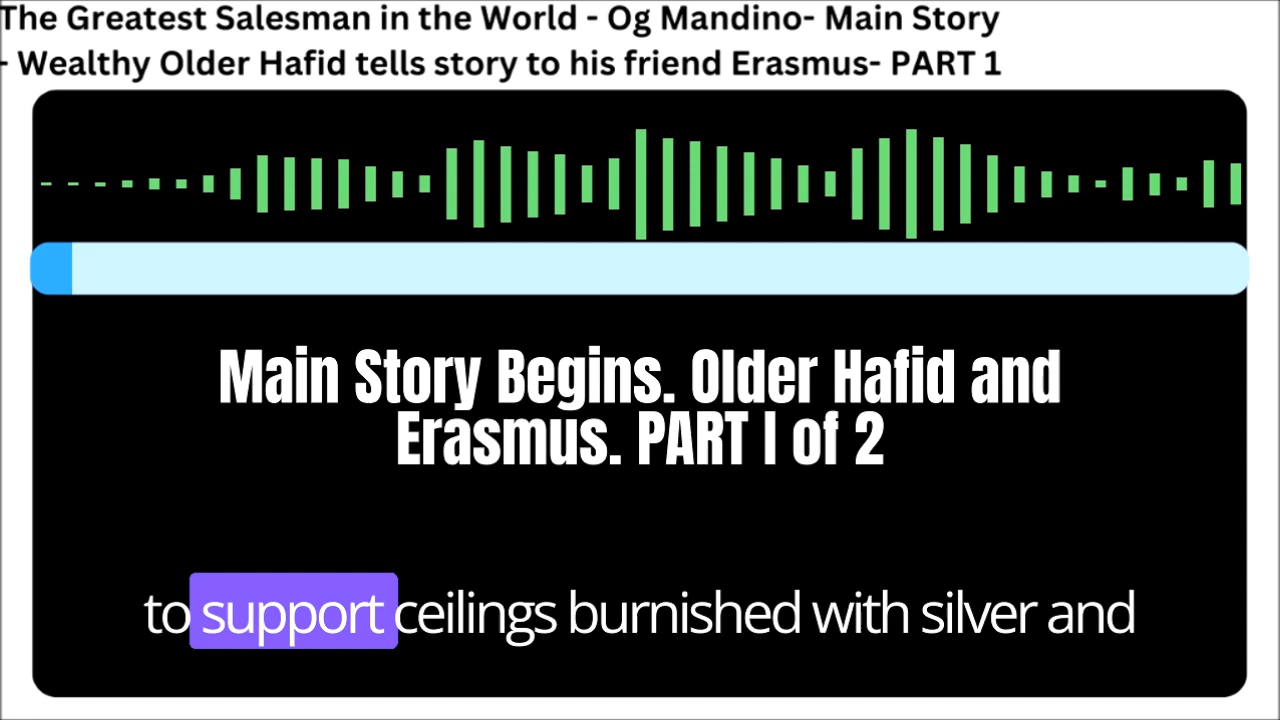 The Greatest Salesman in the World - Og Mandino- Main Story
- Wealthy Older Hafid tells story to his friend Erasmus- PART 1
Main Story Begins. Older Hafid and
Erasmus. PART I of 2
to support ceilings burnished with silver and